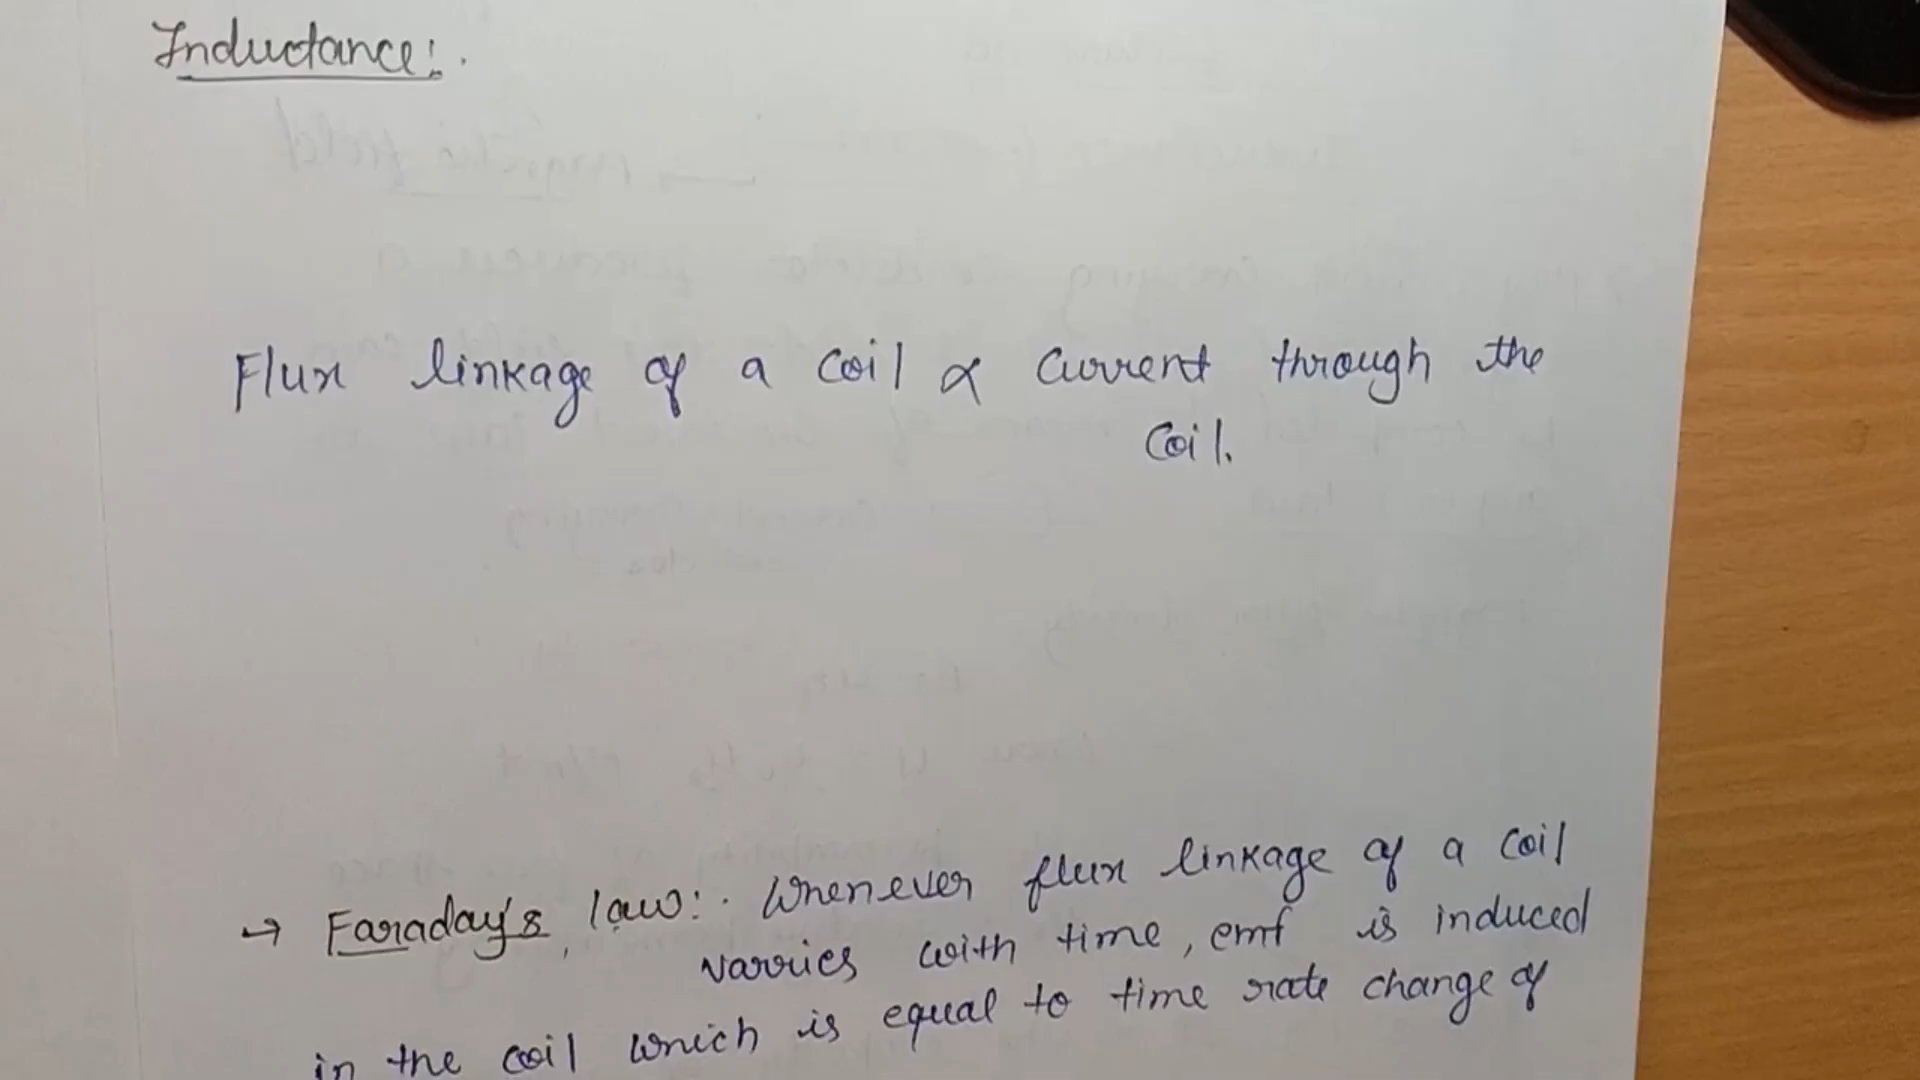 Inductance:.
Flux linkage of a coil ∝ current through the
coil.
→ Faraday's law:. Whenever flux linkage of a coil
varries with time, emf is induced
in the coil which is equal to time rate change of